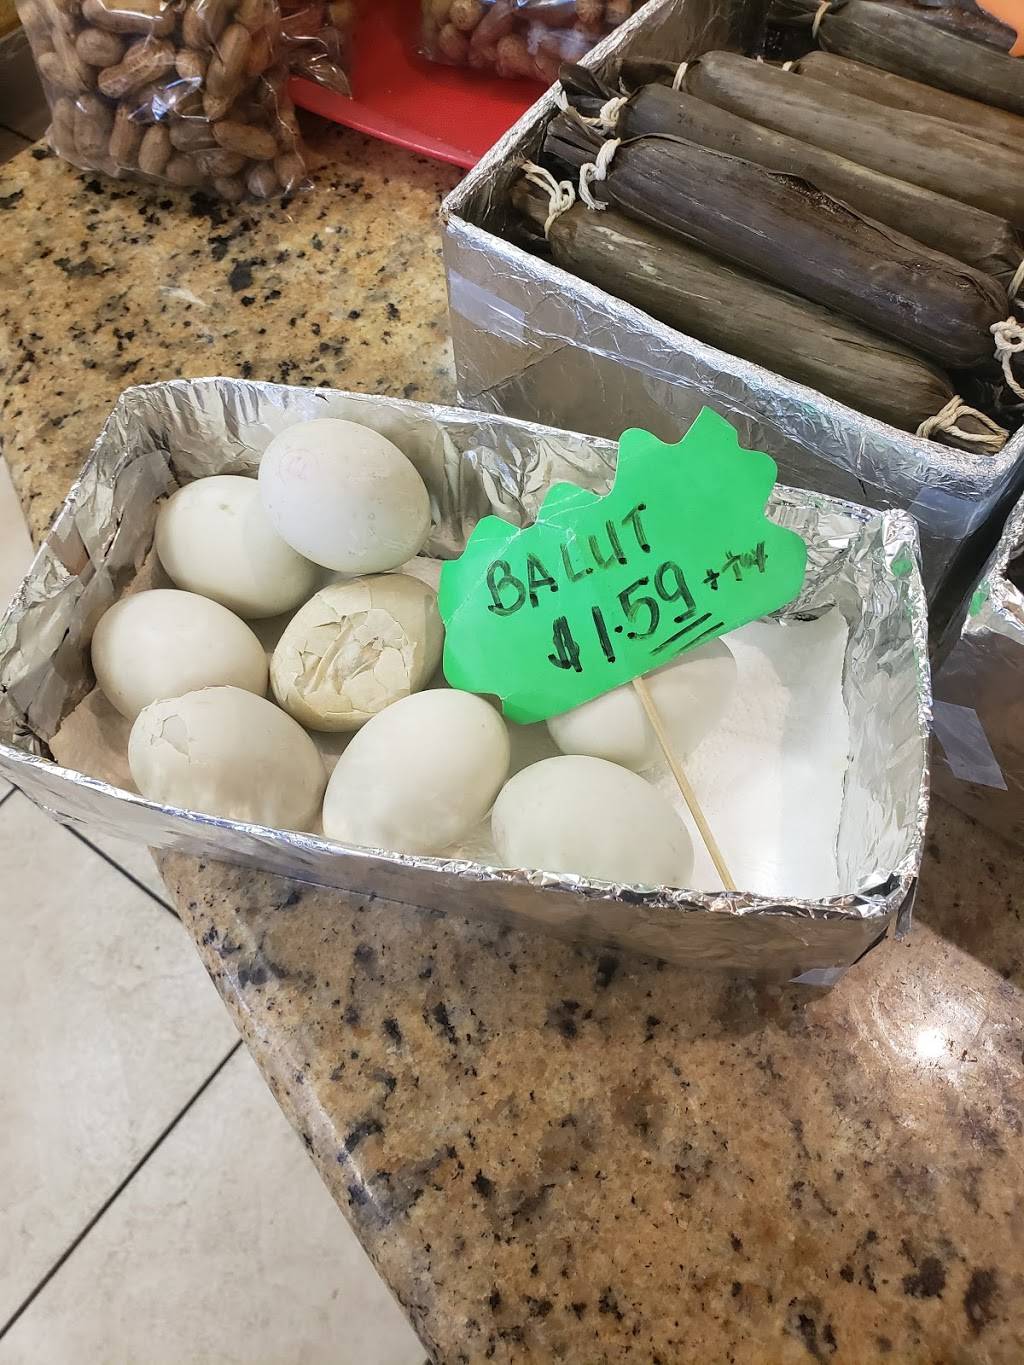 BALUT
$1.59 + Tax